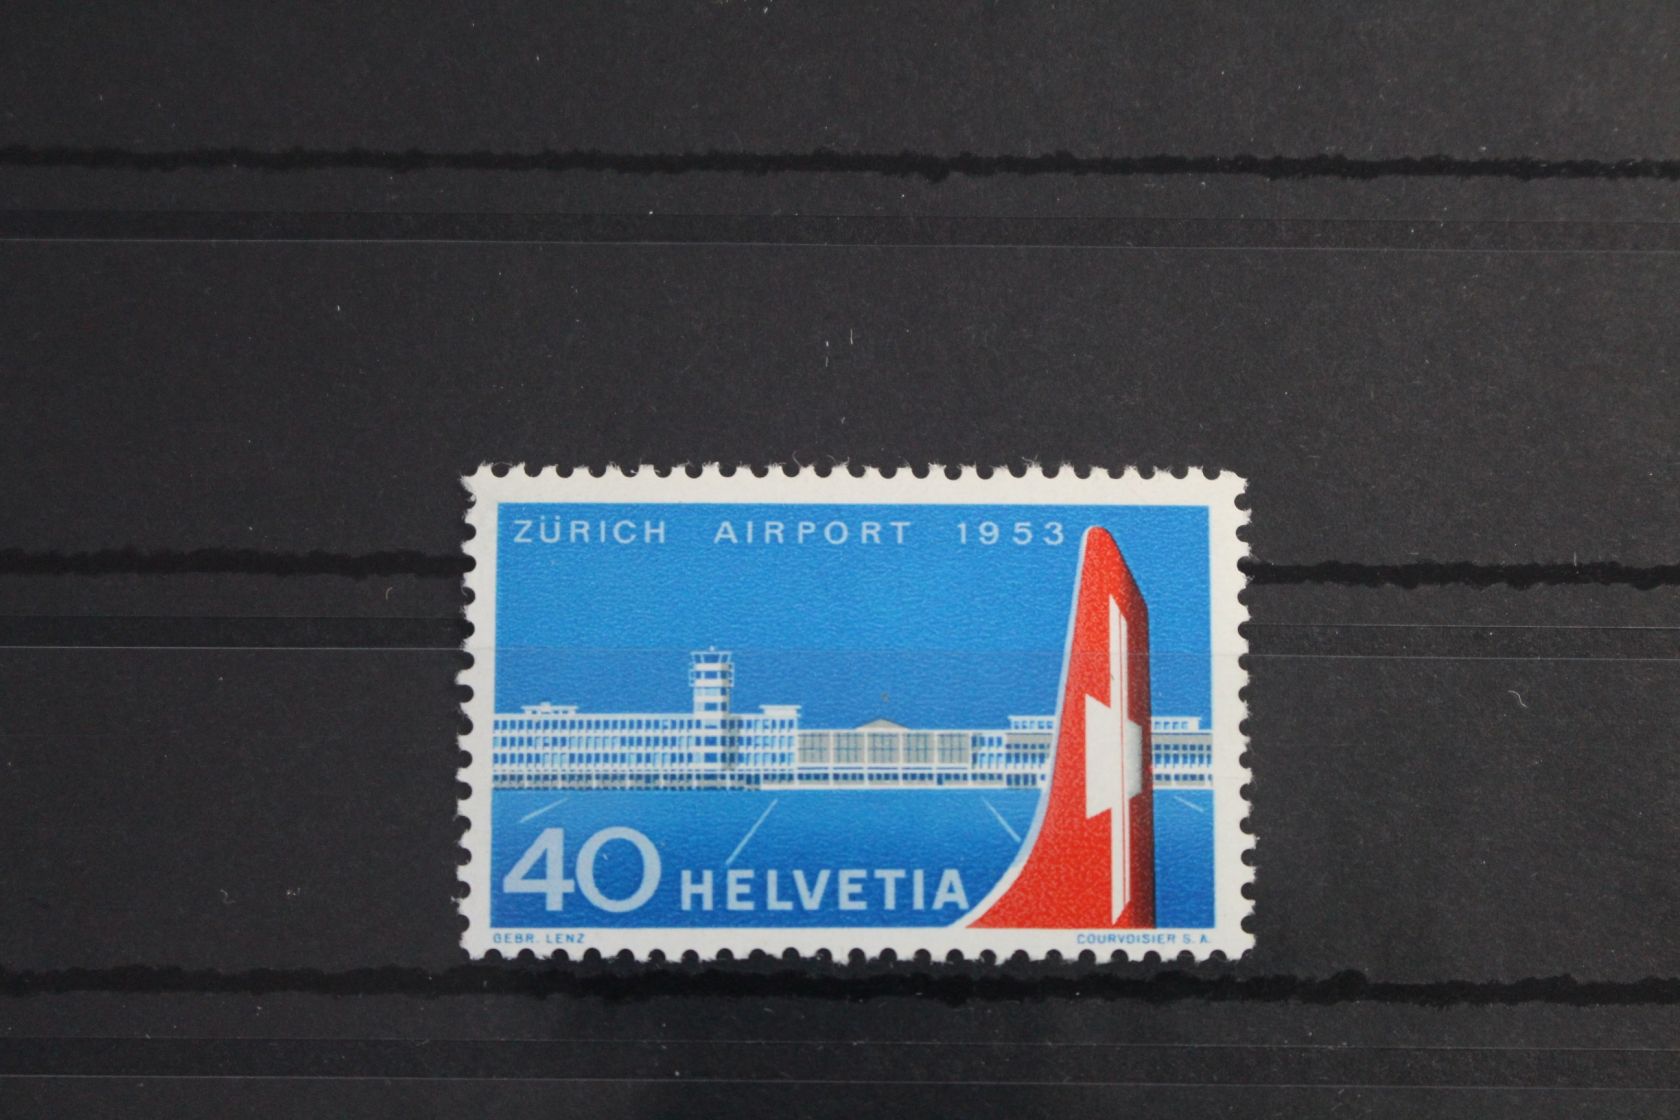 ZÜRICH AIRPORT 1953
40 HELVETIA
GEBR. LENZ COURVOISIER S. A.